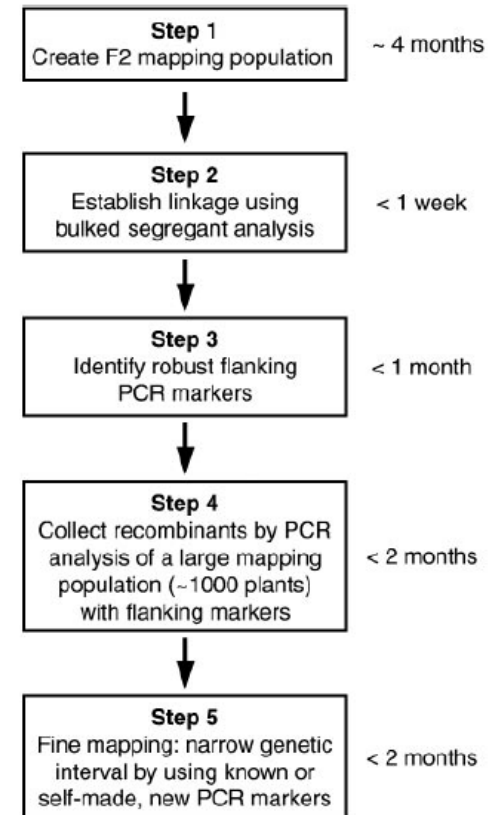 Step 1
Create F2 mapping population
~ 4 months
Step 2
Establish linkage using
bulked segregant analysis
< 1 week
Step 3
Identify robust flanking
PCR markers
< 1 month
Step 4
Collect recombinants by PCR
analysis of a large mapping
population (~1000 plants)
with flanking markers
< 2 months
Step 5
Fine mapping: narrow genetic
interval by using known or
self-made, new PCR markers
< 2 months